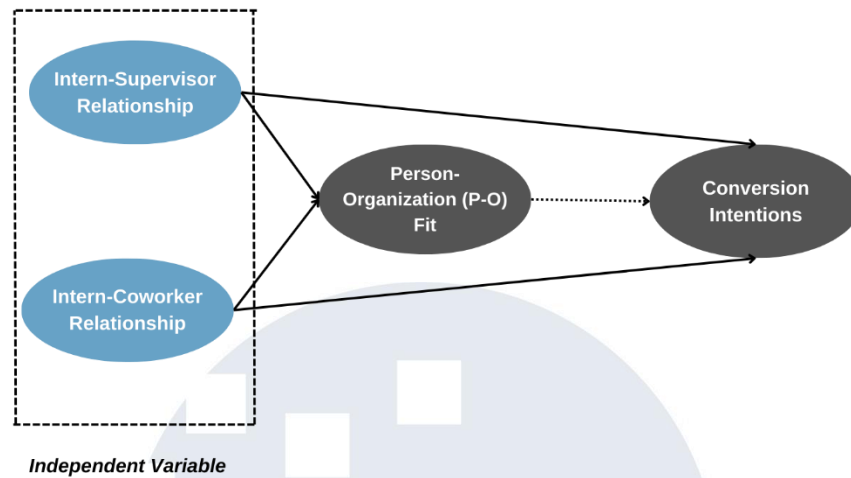 Intern-Supervisor
Relationship
Person-
Organization (P-O)
Fit
Conversion
Intentions
Intern-Coworker
Relationship
Independent Variable